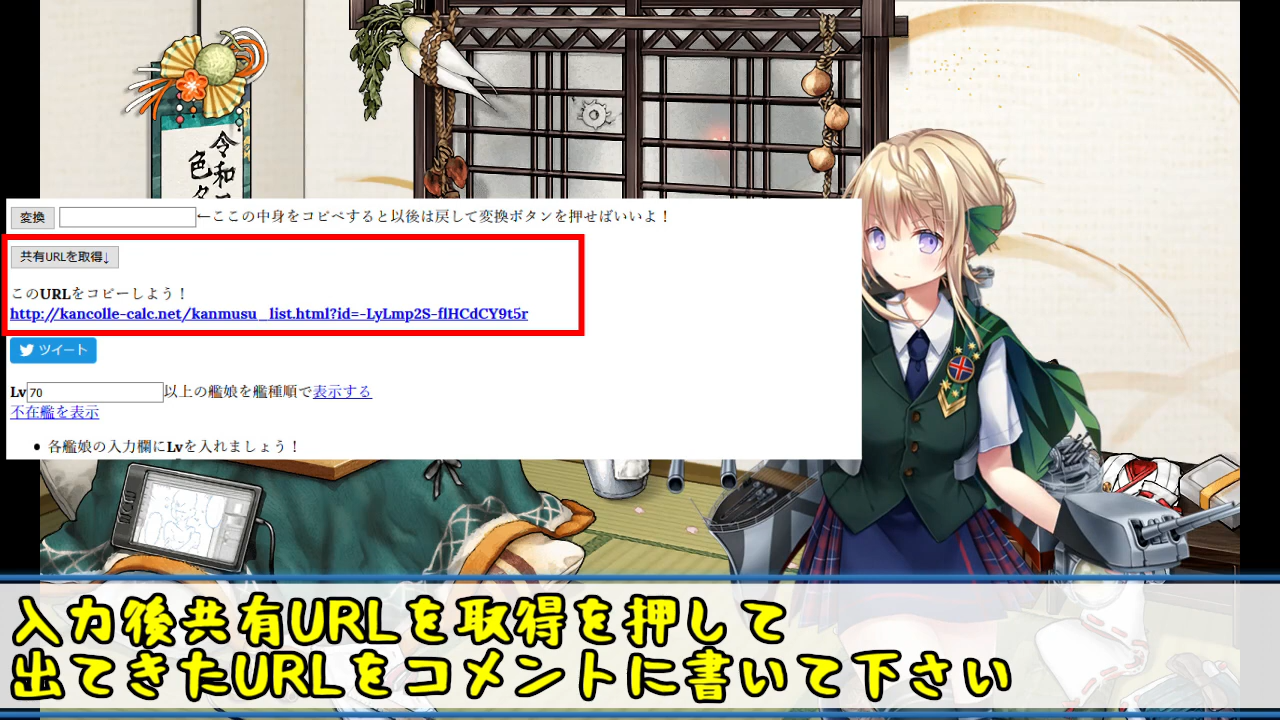 令和二
色々
変換 ←ここの中身をコピペすると以後は戻して変換ボタンを押せばいいよ！
共有URLを取得↓
このURLをコピーしよう！
http://kancolle-calc.net/kanmusu_list.html?id=-LyLmp2S-flHCdCY9t5r
ツイート
Lv 70 以上の艦娘を艦種順で表示する
不在艦を表示
• 各艦娘の入力欄にLvを入れましょう！
入力後共有URLを取得を押して
出てきたURLをコメントに書いて下さい